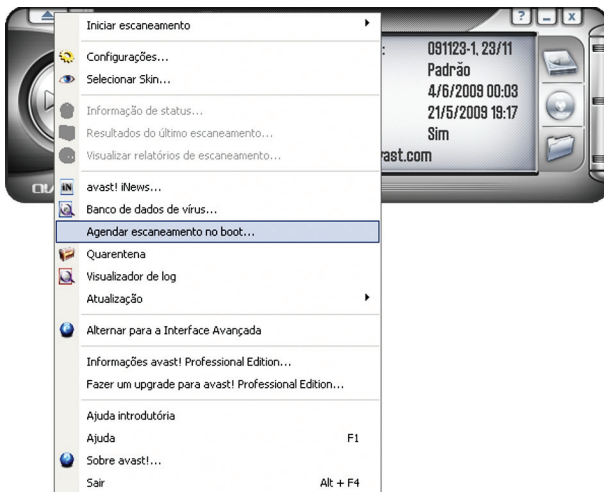 Iniciar escaneamento
Configurações...
Selecionar Skin...
Informação de status...
Resultados do último escaneamento...
Visualizar relatórios de escaneamento...
avast! iNews...
Banco de dados de vírus...
Agendar escaneamento no boot...
Quarentena
Visualizador de log
Atualização
Alternar para a Interface Avançada
Informações avast! Professional Edition...
Fazer um upgrade para avast! Professional Edition...
Ajuda introdutória
Ajuda F1
Sobre avast!...
Sair Alt + F4
: 091123-1, 23/11
Padrão
4/6/2009 00:03
21/5/2009 19:17
Sim
ast.com
? – X
iN